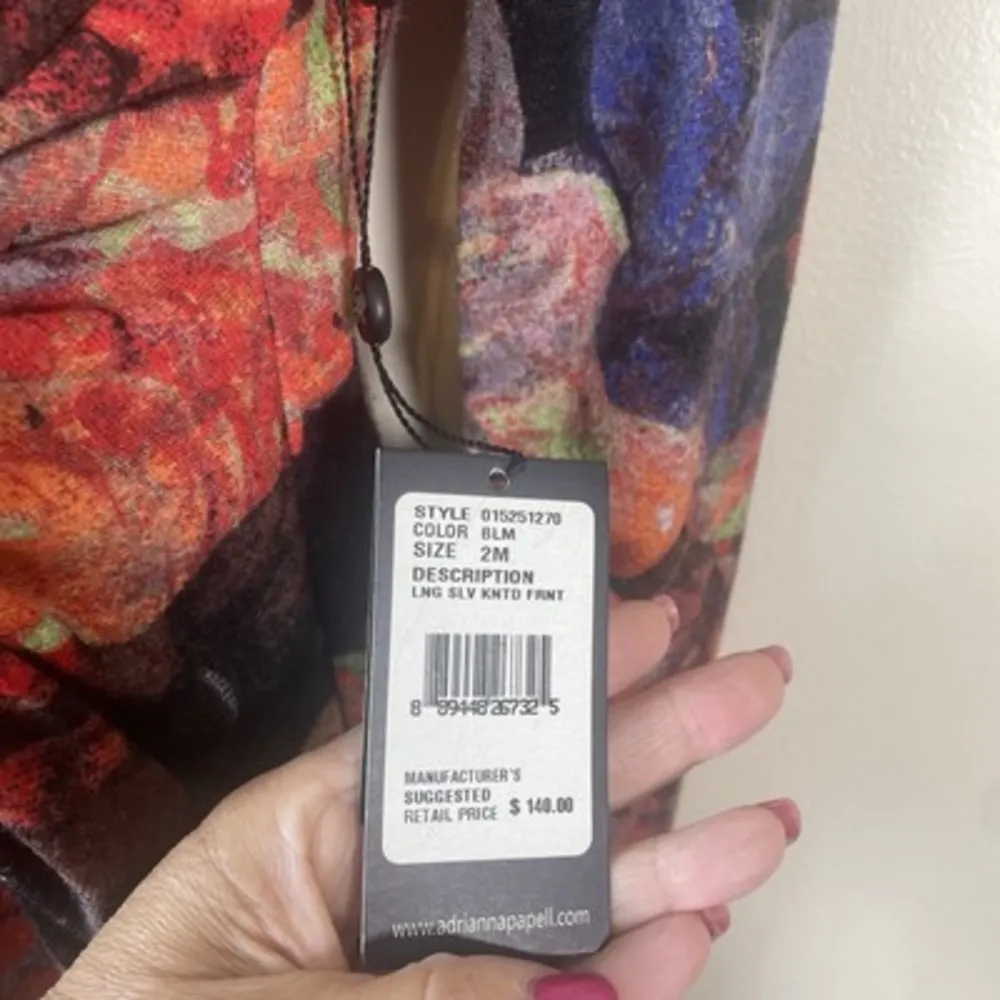 STYLE 015251270
COLOR BLM
SIZE 2M
DESCRIPTION
LNG SLV KNTD FRNT
8 89448 26732 5
MANUFACTURER'S
SUGGESTED
RETAIL PRICE $ 140.00
www.adriannapapell.com